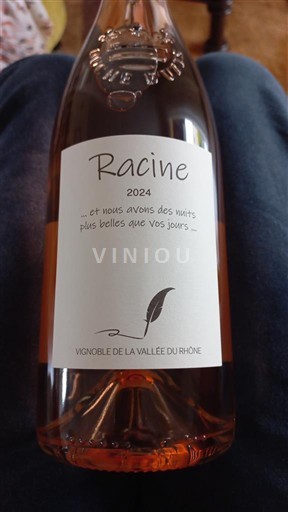 Racine
2024
... et nous avons des nuits
plus belles que vos jours ...
VINIOU
VIGNOBLE DE LA VALLÉE DU RHÔNE